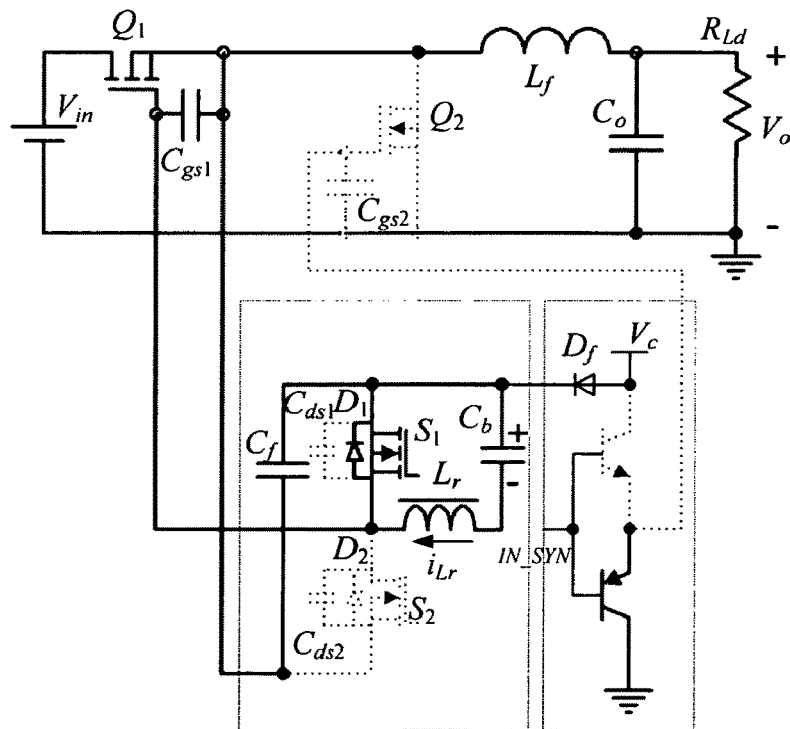 Q1
RLd
+
Vin
Lf
Q2
Co
Vo
Cgs1
Cgs2
-
Df
Vc
Cds1
D1
Cf
S1
Cb
+
Lr
-
D2
iLr
IN_SYN
S2
Cds2